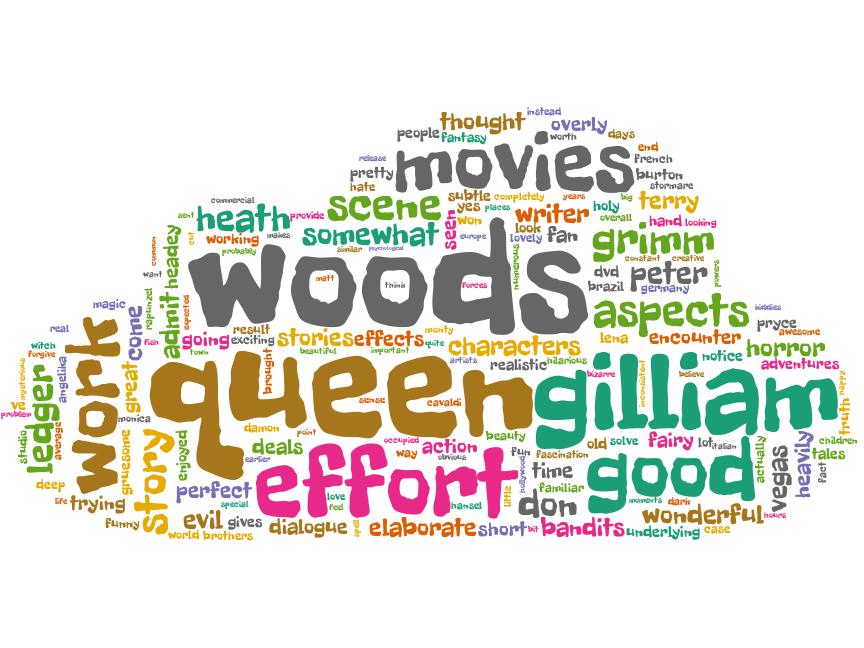 instead
thought overly
people fantasy worth days
release movies end french
pretty burton
hate stormare
commercial subtle completely years big terry
sent heath provide scene yes places writer holy
won overall hand looking
working makes somewhat seen look fan grimm
cut probably similar psychological europe lovely constant creative
common headey woods numerous dvd peter powers
want matt think forces brazil germany
magic rapunzel admit expected aspects kiddies
real come result stories effects monty pryce awesome
fish going exciting quite characters lena encounter horror
witch town beautiful important notice
forgive artists realistic hilarious adventures
mysterious angelika work great brought queen gilliam bizarre believe
inconsistent happy
ledger sense cavaldi truth
ve
problem monica damon point
studio average gruesome story enjoyed deals occupied action beauty old solve fairy lof italian actually children
earlier way obvious fun fascination vegas heavily tales
deep perfect effort hollywood time good fact
life trying special love feel hansel little don familiar moments dark wonderful hours
funny evil gives dialogue spell elaborate short bit bandits underlying case
world brothers